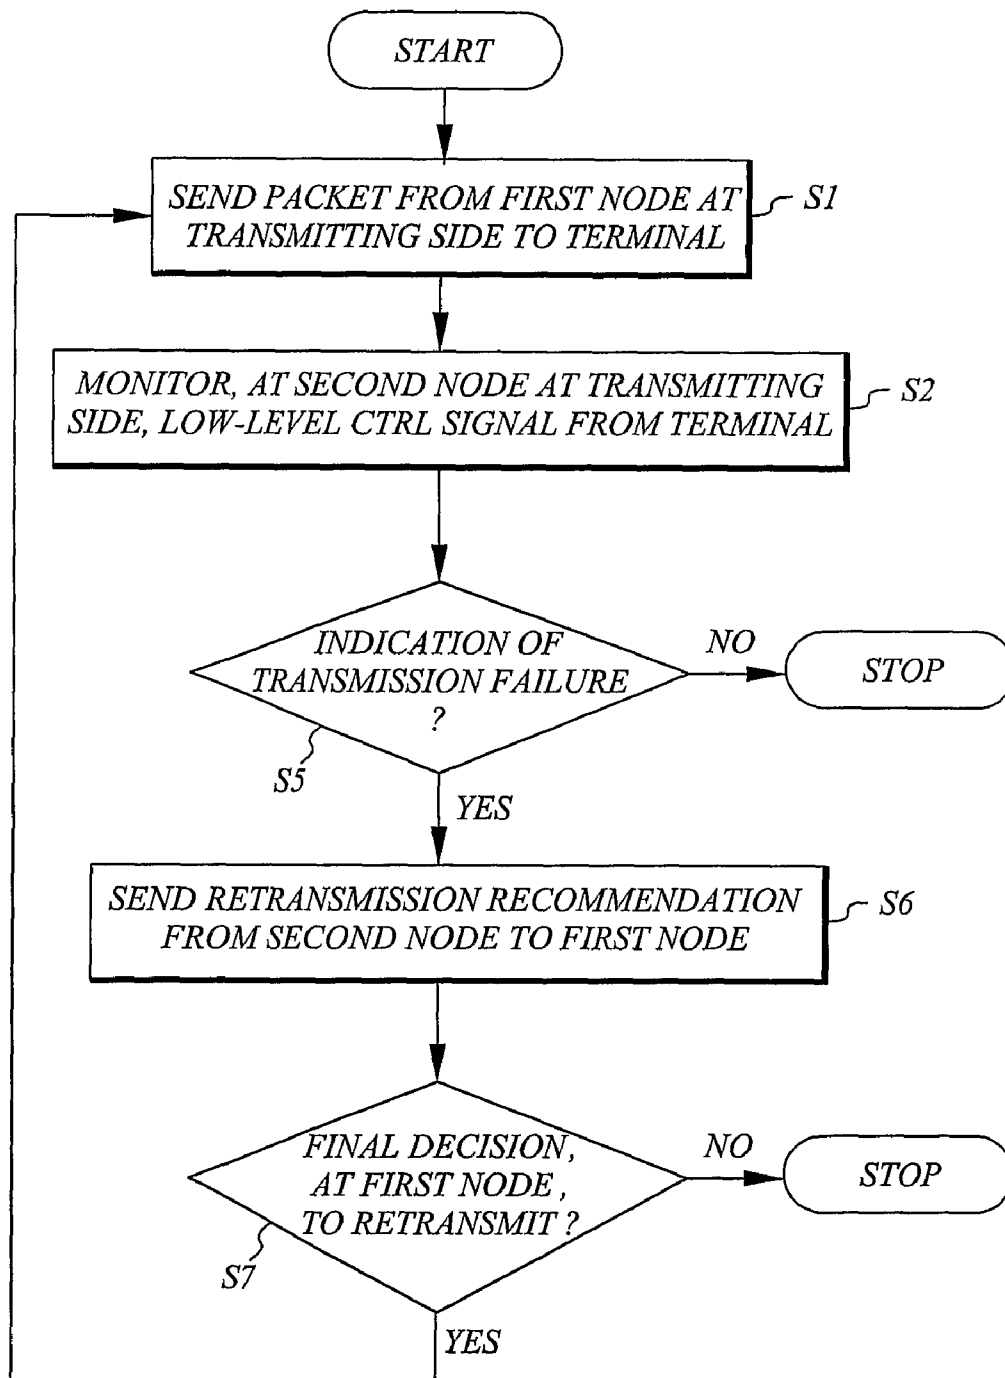 START
SEND PACKET FROM FIRST NODE AT
TRANSMITTING SIDE TO TERMINAL
S1
MONITOR, AT SECOND NODE AT TRANSMITTING
SIDE, LOW-LEVEL CTRL SIGNAL FROM TERMINAL
S2
INDICATION OF
TRANSMISSION FAILURE
?
NO
STOP
S5
YES
SEND RETRANSMISSION RECOMMENDATION
FROM SECOND NODE TO FIRST NODE
S6
FINAL DECISION,
AT FIRST NODE ,
TO RETRANSMIT ?
NO
STOP
S7
YES